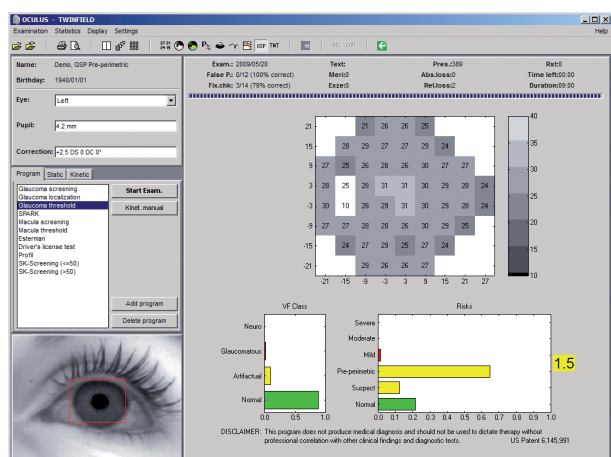 OCULUS - TWINFIELD
Examination Statistics Display Settings Help
GSP TNT REL COR
Name: Demo, GSP Pre-perimetric
Birthday: 1940/01/01
Eye: Left
Pupil: 4.2 mm
Correction: +2.5 DS 0 DC 0°
Program Static Kinetic
Glaucoma screening
Glaucoma localization
Glaucoma threshold
SPARK
Macula screening
Macula threshold
Esterman
Driver's license test
Profil
SK-Screening (<=50)
SK-Screening (>50)
Start Exam.
Kinet. manual
Add program
Delete program
Exam.: 2009/05/20 Text: Pres.:389 Rst:0
False P.: 0/12 (100% correct) Meri:0 Abs.loss:0 Time left:00:00
Fix.chk: 3/14 (79% correct) Exze:0 Rel.loss:2 Duration:09:00
21 21 26 26 25
15 28 29 27 27 29 24
9 27 25 26 28 26 30 29 26
3 28 25 28 31 31 30 29 28 24
-3 30 10 28 29 31 30 29 28 24
-9 27
-15 24 27 29 25 29 24
-21 29 26 26 27
-21 -15 -9 -3 3 9 15 21 27
40
35
30
25
20
15
10
VF Class
Neuro
Glaucomatous
Artifactual
Normal
0.0 0.5 1.0
Risks
Severe
Moderate
Mild
Pre-perimetric
Suspect
Normal
0.0 0.1 0.2 0.3 0.4 0.5 0.6 0.7 0.8 0.9 1.0
1.5
DISCLAIMER: This program does not produce medical diagnosis and should not be used to dictate therapy without
professional correlation with other clinical findings and diagnostic tests. US Patent 6,145,991